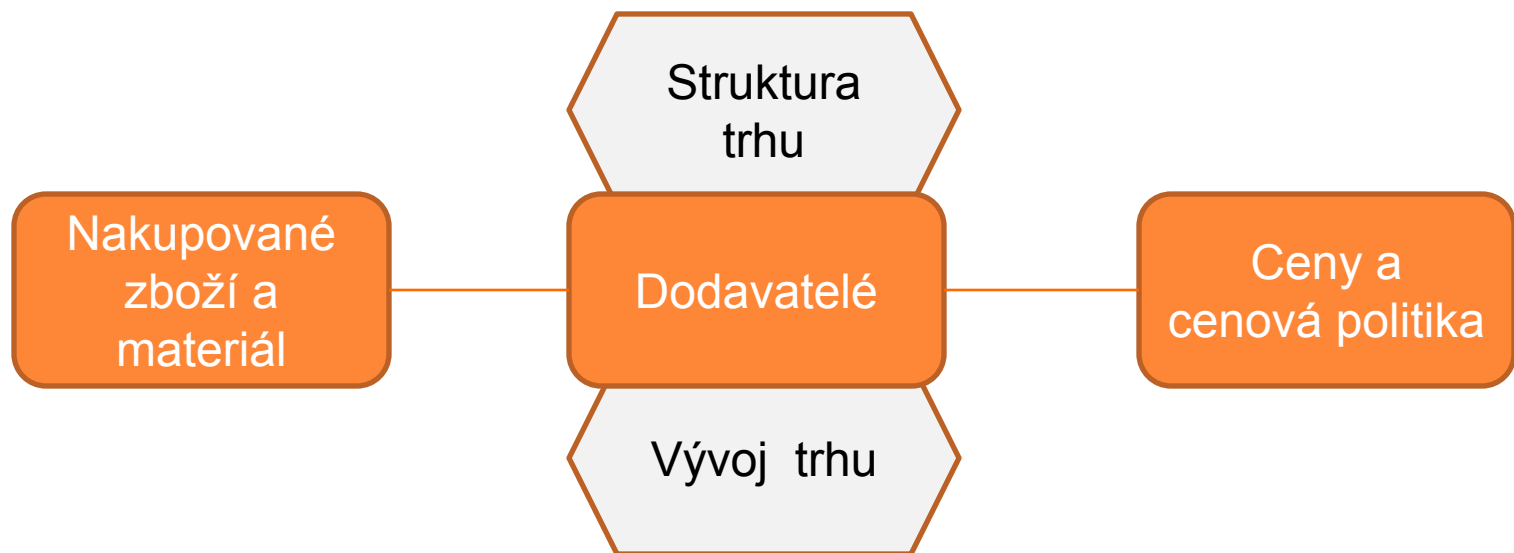 Struktura
trhu
Nakupované
zboží a
materiál
Dodavatelé
Ceny a
cenová politika
Vývoj  trhu